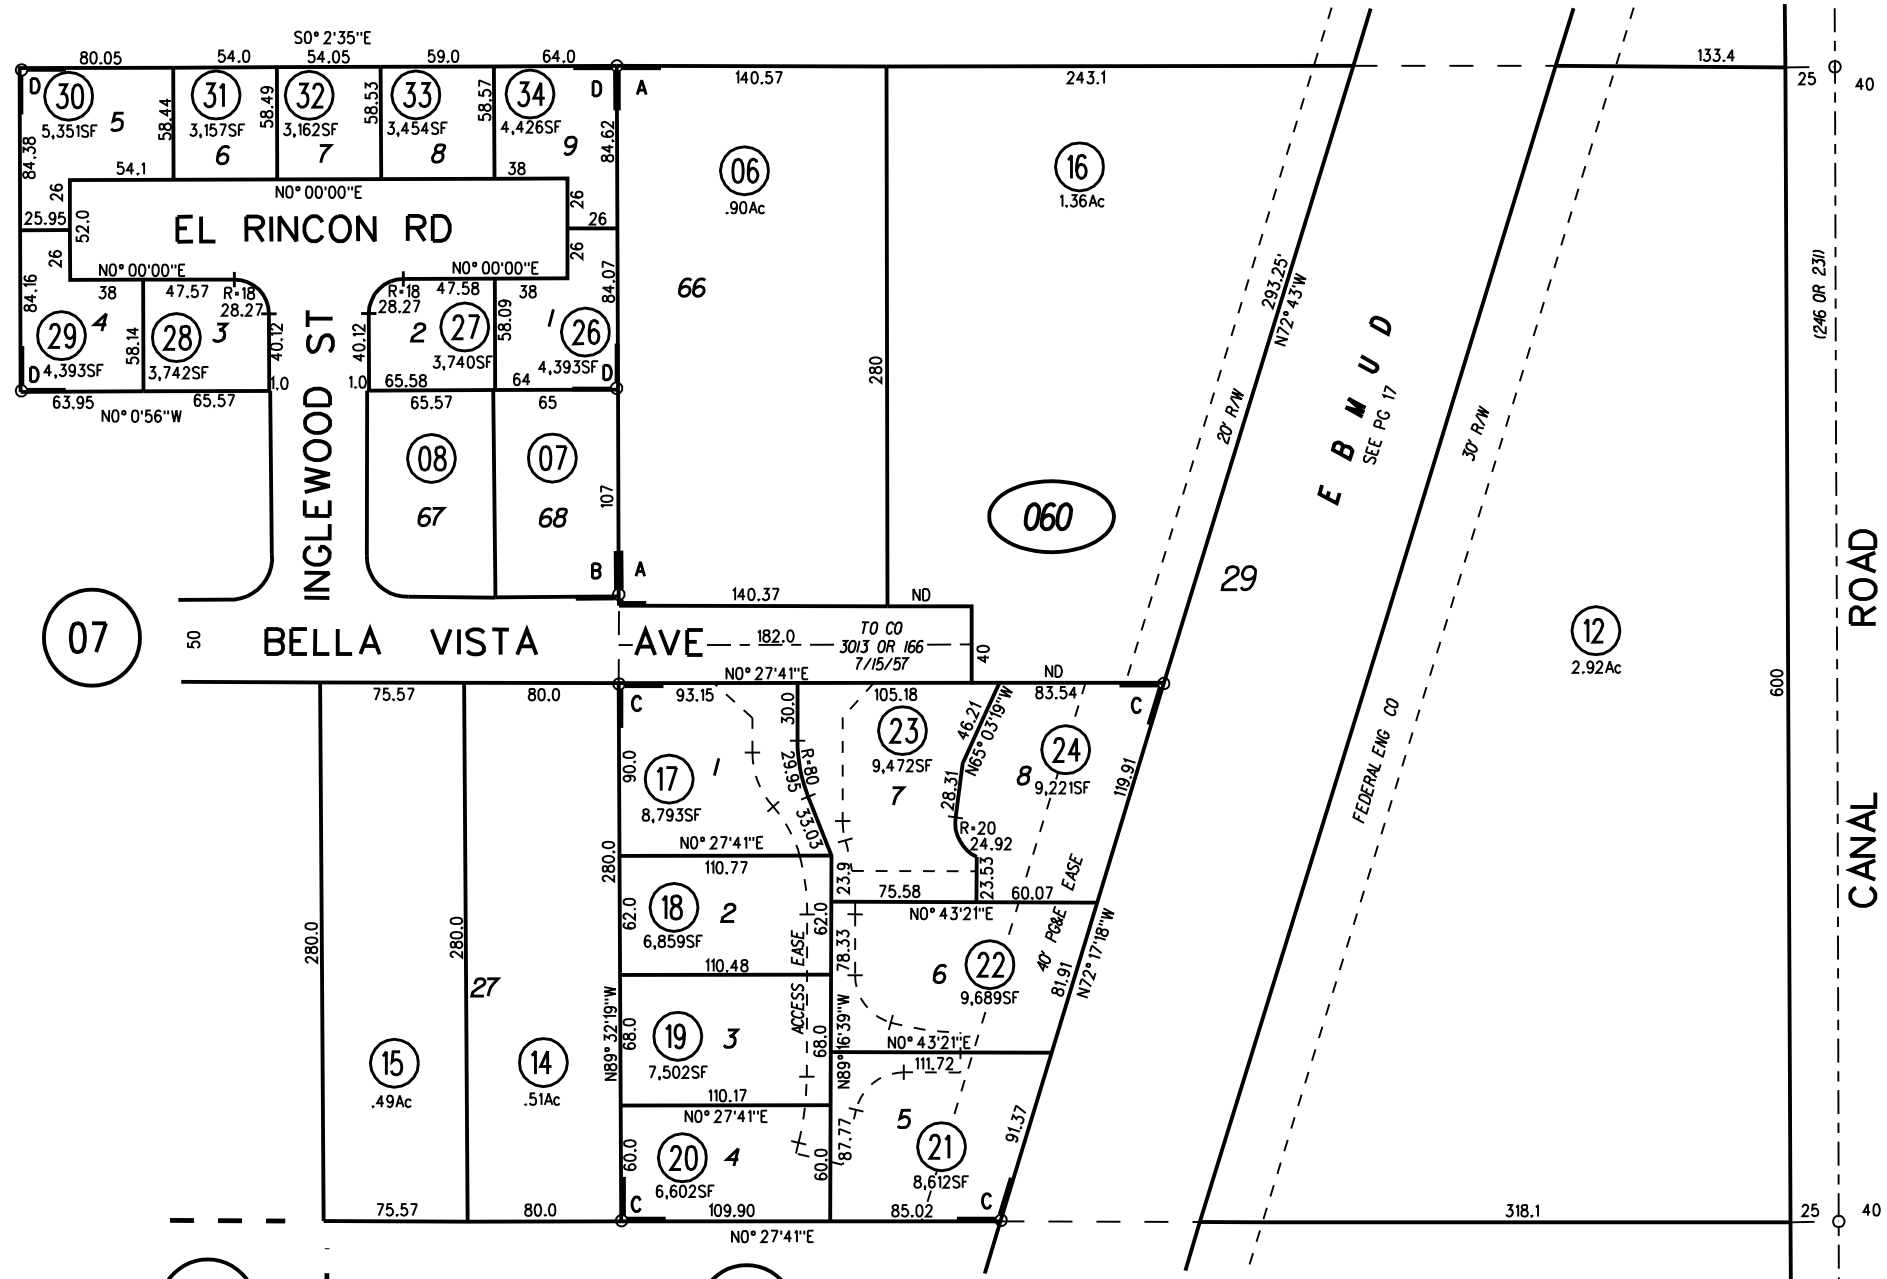 S0° 2'35"E
80.05
54.0
54.05
59.0
64.0
140.57
243.1
133.4
25
40
D
30
5,351SF
5
58.44
31
3,157SF
6
58.49
32
3,162SF
7
58.53
33
3,454SF
8
58.57
34
4,426SF
9
D
A
84.62
84.38
54.1
38
26
26
N0° 00'00"E
25.95
52.0
EL RINCON RD
26
26
26
N0° 00'00"E
N0° 00'00"E
84.16
38
47.57
R=18
28.27
R=18
28.27
47.58
38
84.07
29
4
4,393SF
D
58.14
28
3
3,742SF
40.12
1.0
40.12
1.0
2
27
3,740SF
58.09
1
26
4,393SF
D
63.95
65.57
65.58
64
N0° 0'56"W
65.57
65
INGLEWOOD ST
08
67
07
68
107
B
A
06
.90Ac
66
280
16
1.36Ac
293.25'
N72° 43'W
20' R/W
E B M U D
SEE PG 17
30' R/W
(246 OR 231)
060
29
12
2.92Ac
600
CANAL ROAD
FEDERAL ENG CO
140.37
ND
07
50
BELLA VISTA AVE
182.0
TO CO
3013 OR 166
7/15/57
40
N0° 27'41"E
ND
75.57
80.0
93.15
105.18
83.54
C
C
30.0
R=80
29.95
33.03
90.0
17
1
8,793SF
23
9,472SF
7
46.21
N65° 03'19"W
28.31
R=20
24.92
23.53
24
8
9,221SF
119.91
N0° 27'41"E
280.0
110.77
23.9
75.58
60.07
N0° 43'21"E
40' PG&E EASE
62.0
18
2
6,859SF
62.0
ACCESS EASE
78.33
6
22
9,689SF
81.91
N72° 17'18"W
110.48
280.0
280.0
27
N89° 32'19"W
68.0
19
3
7,502SF
68.0
N89° 16'39"W
N0° 43'21"E
111.72
15
.49Ac
14
.51Ac
110.17
N0° 27'41"E
60.0
20
4
6,602SF
60.0
87.77
5
21
8,612SF
91.37
C
C
75.57
80.0
109.90
85.02
318.1
25
40
N0° 27'41"E